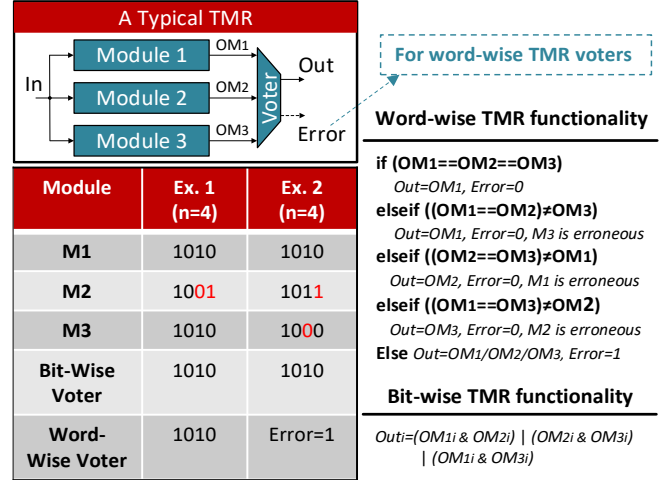 A Typical TMR
In
Module 1
Module 2
Module 3
OM1
OM2
OM3
Voter
Out
Error
Module Ex. 1 (n=4) Ex. 2 (n=4)
M1 1010 1010
M2 1001 1011
M3 1010 1000
Bit-Wise Voter 1010 1010
Word-Wise Voter 1010 Error=1
For word-wise TMR voters
Word-wise TMR functionality
if (OM1==OM2==OM3)
Out=OM1, Error=0
elseif ((OM1==OM2)≠OM3)
Out=OM1, Error=0, M3 is erroneous
elseif ((OM2==OM3)≠OM1)
Out=OM2, Error=0, M1 is erroneous
elseif ((OM1==OM3)≠OM2)
Out=OM3, Error=0, M2 is erroneous
Else Out=OM1/OM2/OM3, Error=1
Bit-wise TMR functionality
Outi=(OM1i & OM2i) | (OM2i & OM3i)
| (OM1i & OM3i)